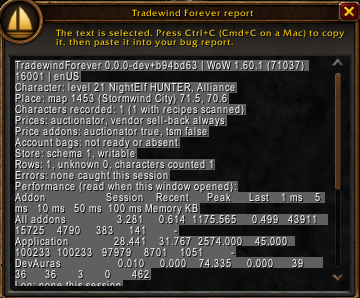 Tradewind Forever report
The text is selected. Press Ctrl+C (Cmd+C on a Mac) to copy
it, then paste it into your bug report.
TradewindForever 0.0.0-dev+b94bd63 | WoW 1.60.1 (71037)
16001 | enUS
Character: level 21 NightElf HUNTER, Alliance
Place: map 1453 (Stormwind City) 71.5, 70.6
Characters recorded: 1 (1 with recipes scanned)
Prices: auctionator, vendor sell-back always
Price addons: auctionator true, tsm false
Account bags: not ready or absent
Store: schema 1, writable
Rows: 1, unknown 0, characters counted 1
Errors: none caught this session
Performance (read when this window opened):
Addon Session Recent Peak Last 1 ms 5
ms 10 ms 50 ms 100 ms Memory KB
All addons 3.281 0.614 1175.565 0.499 43911
15725 4790 383 141 -
Application 28.441 31.767 2574.000 45.000
100233 100233 97979 8701 1051 -
DevAuras 0.010 0.000 74.335 0.000 39
36 36 3 0 462
Log: none this session